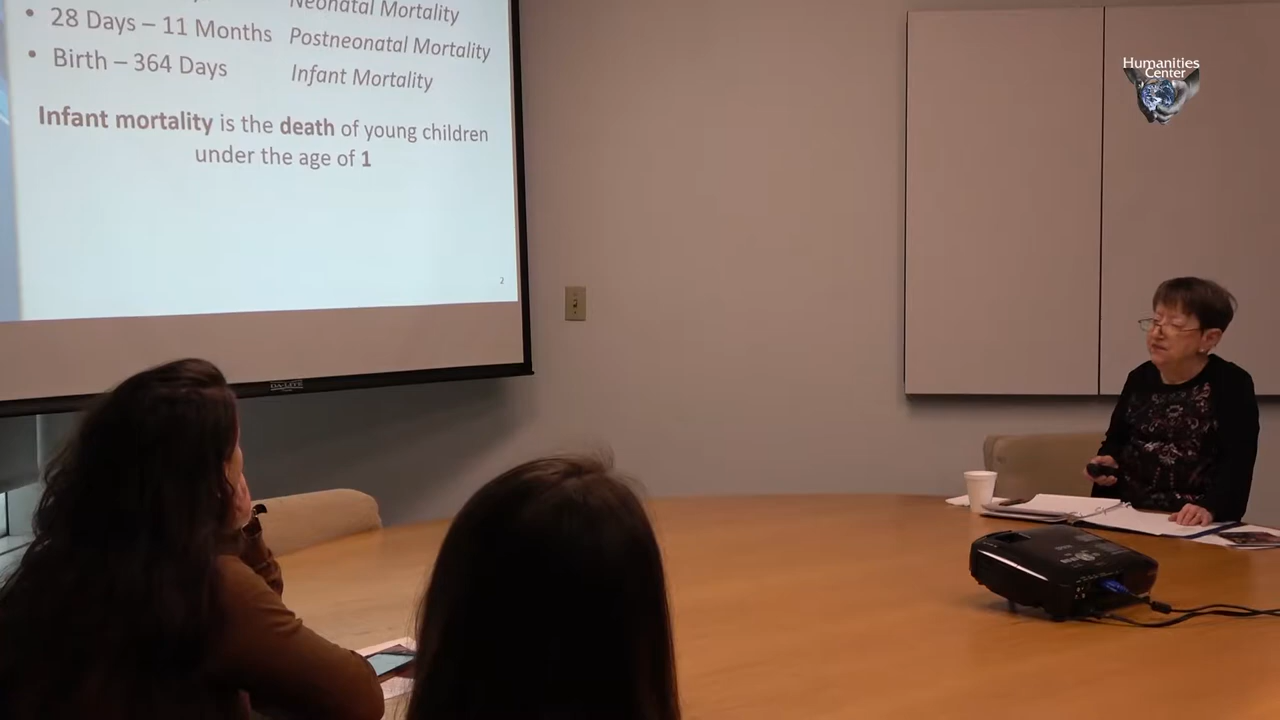 Neonatal Mortality
• 28 Days – 11 Months Postneonatal Mortality
• Birth – 364 Days Infant Mortality
Infant mortality is the death of young children
under the age of 1
2
DA-LITE
Humanities
Center